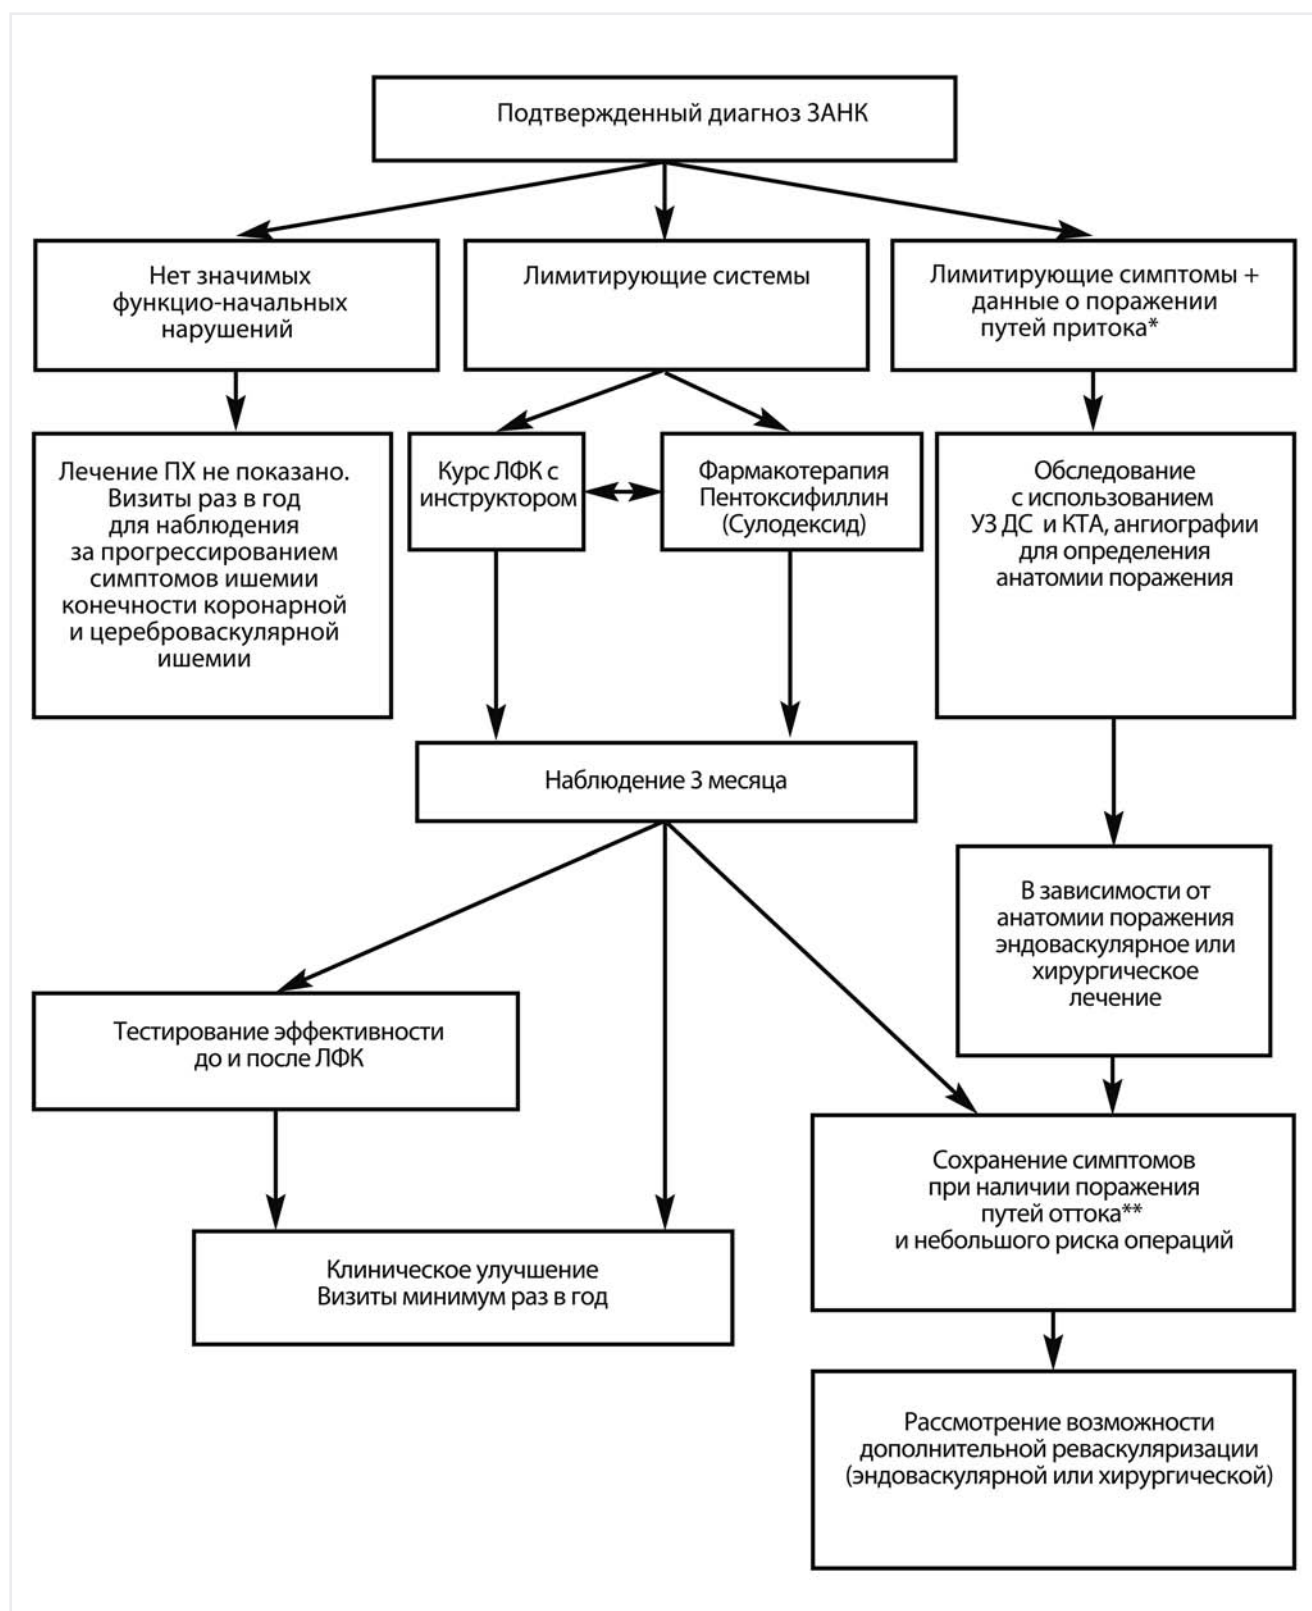 Подтвержденный диагноз ЗАНК
Нет значимых
функцио-начальных
нарушений
Лимитирующие системы
Лимитирующие симптомы +
данные о поражении
путей притока*
Лечение ПХ не показано.
Визиты раз в год
для наблюдения
за прогрессированием
симптомов ишемии
конечности коронарной
и цереброваскулярной
ишемии
Курс ЛФК с
инструктором
Фармакотерапия
Пентоксифиллин
(Сулодексид)
Обследование
с использованием
УЗ ДС и КТА, ангиографии
для определения
анатомии поражения
Наблюдение 3 месяца
В зависимости от
анатомии поражения
эндоваскулярное или
хирургическое
лечение
Тестирование эффективности
до и после ЛФК
Сохранение симптомов
при наличии поражения
путей оттока**
и небольшого риска операций
Клиническое улучшение
Визиты минимум раз в год
Рассмотрение возможности
дополнительной реваскуляризации
(эндоваскулярной или хирургической)